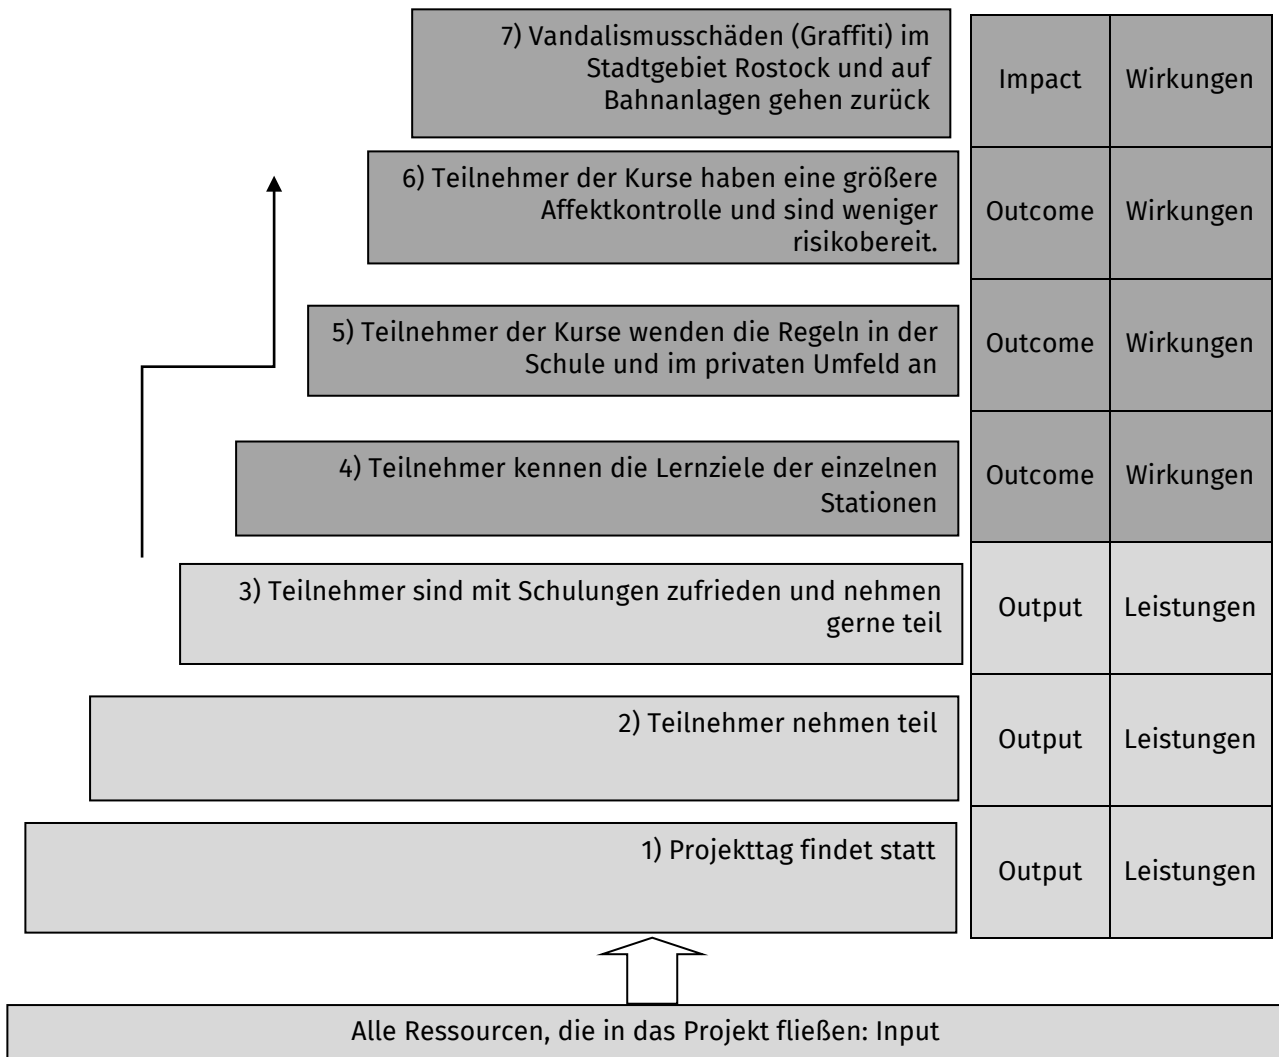 7) Vandalismusschäden (Graffiti) im
Stadtgebiet Rostock und auf
Bahnanlagen gehen zurück
Impact
Wirkungen
6) Teilnehmer der Kurse haben eine größere
Affektkontrolle und sind weniger
risikobereit.
Outcome
Wirkungen
5) Teilnehmer der Kurse wenden die Regeln in der
Schule und im privaten Umfeld an
Outcome
Wirkungen
4) Teilnehmer kennen die Lernziele der einzelnen
Stationen
Outcome
Wirkungen
3) Teilnehmer sind mit Schulungen zufrieden und nehmen
gerne teil
Output
Leistungen
2) Teilnehmer nehmen teil
Output
Leistungen
1) Projekttag findet statt
Output
Leistungen
Alle Ressourcen, die in das Projekt fließen: Input